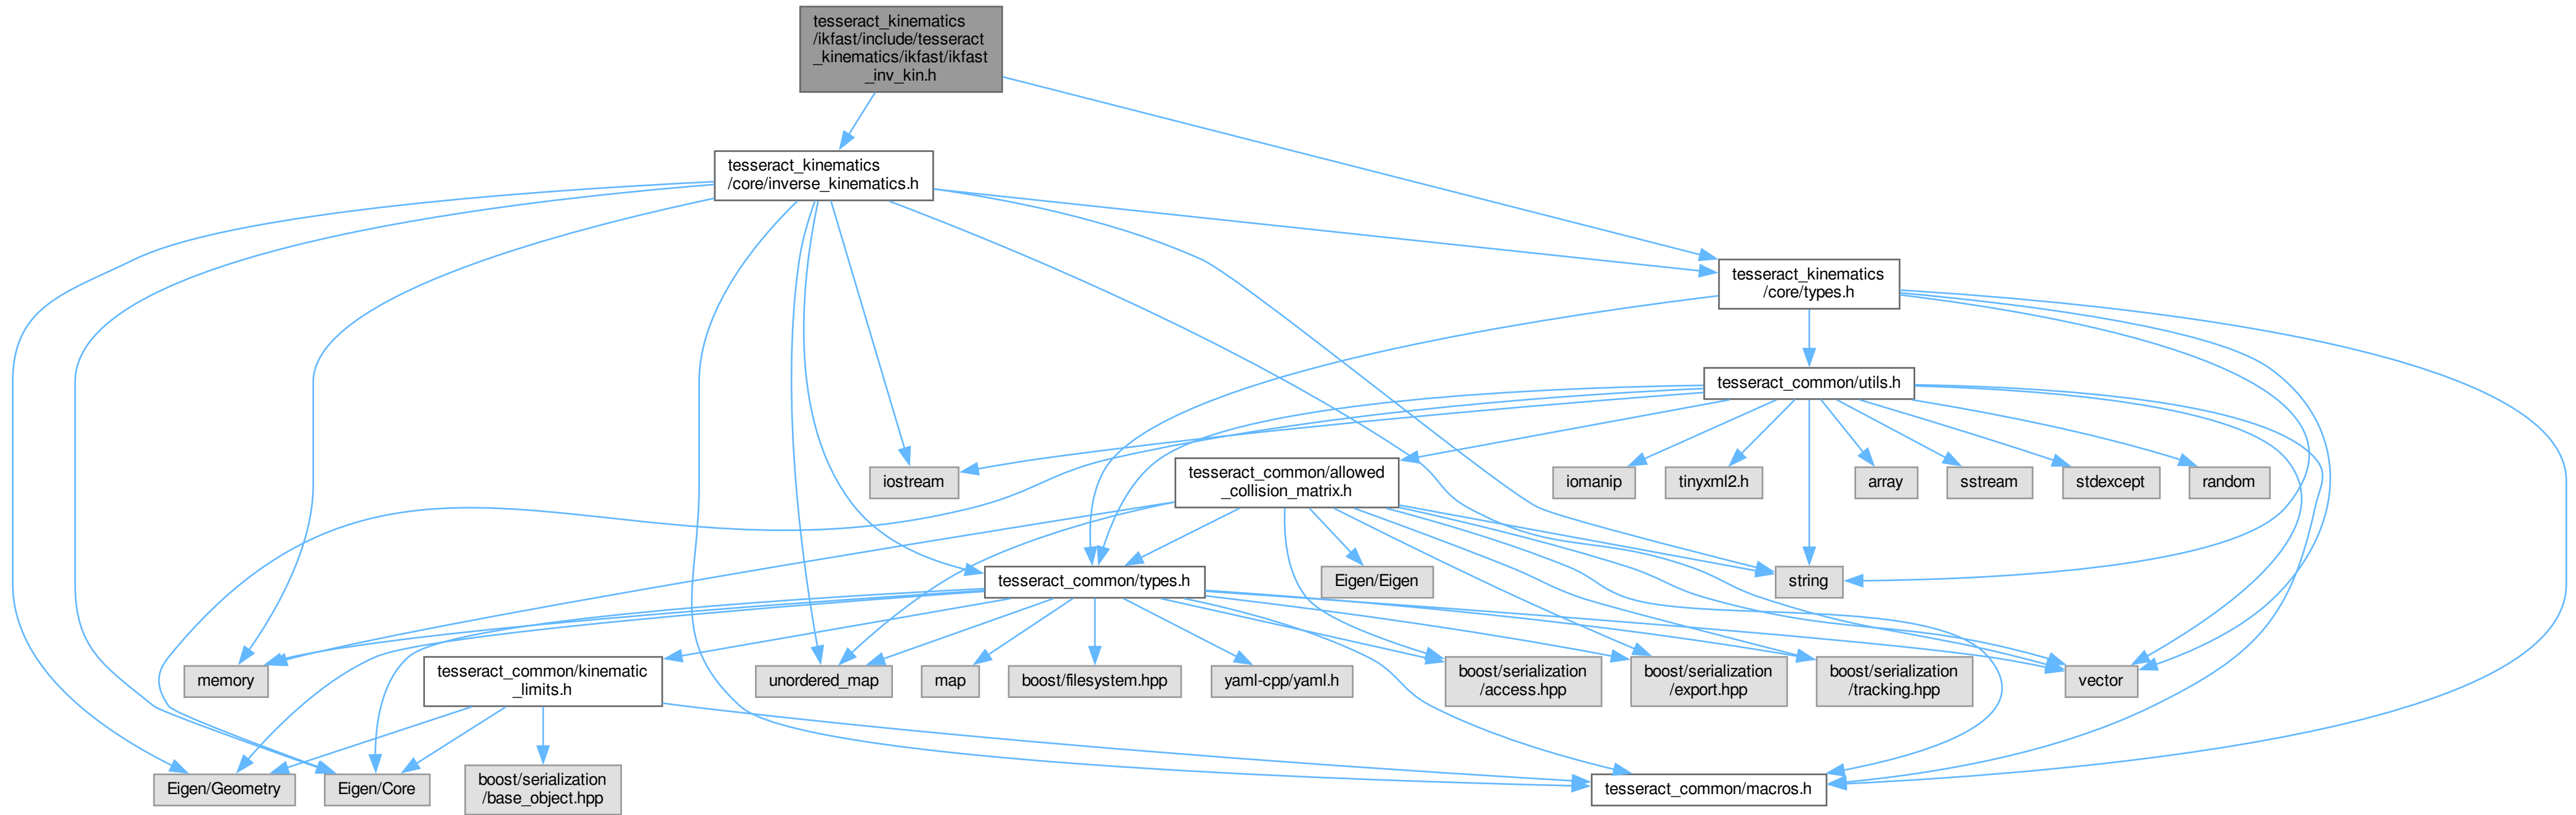 tesseract_kinematics
/ikfast/include/tesseract
_kinematics/ikfast/ikfast
_inv_kin.h
tesseract_kinematics
/core/inverse_kinematics.h
tesseract_kinematics
/core/types.h
tesseract_common/utils.h
tesseract_common/allowed
_collision_matrix.h
iostream
iomanip
tinyxml2.h
array
sstream
stdexcept
random
tesseract_common/types.h
Eigen/Eigen
string
tesseract_common/kinematic
_limits.h
memory
unordered_map
map
boost/filesystem.hpp
yaml-cpp/yaml.h
boost/serialization
/access.hpp
boost/serialization
/export.hpp
boost/serialization
/tracking.hpp
vector
Eigen/Geometry
Eigen/Core
boost/serialization
/base_object.hpp
tesseract_common/macros.h